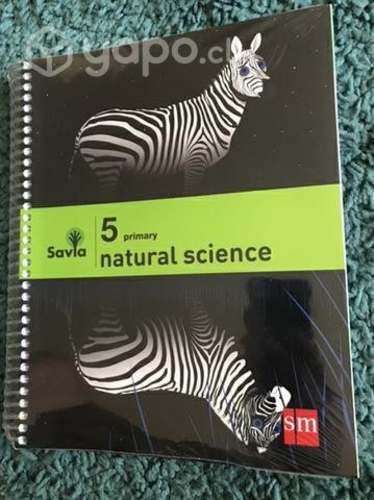 yapo.cl
5 primary
Savia
natural science
sm